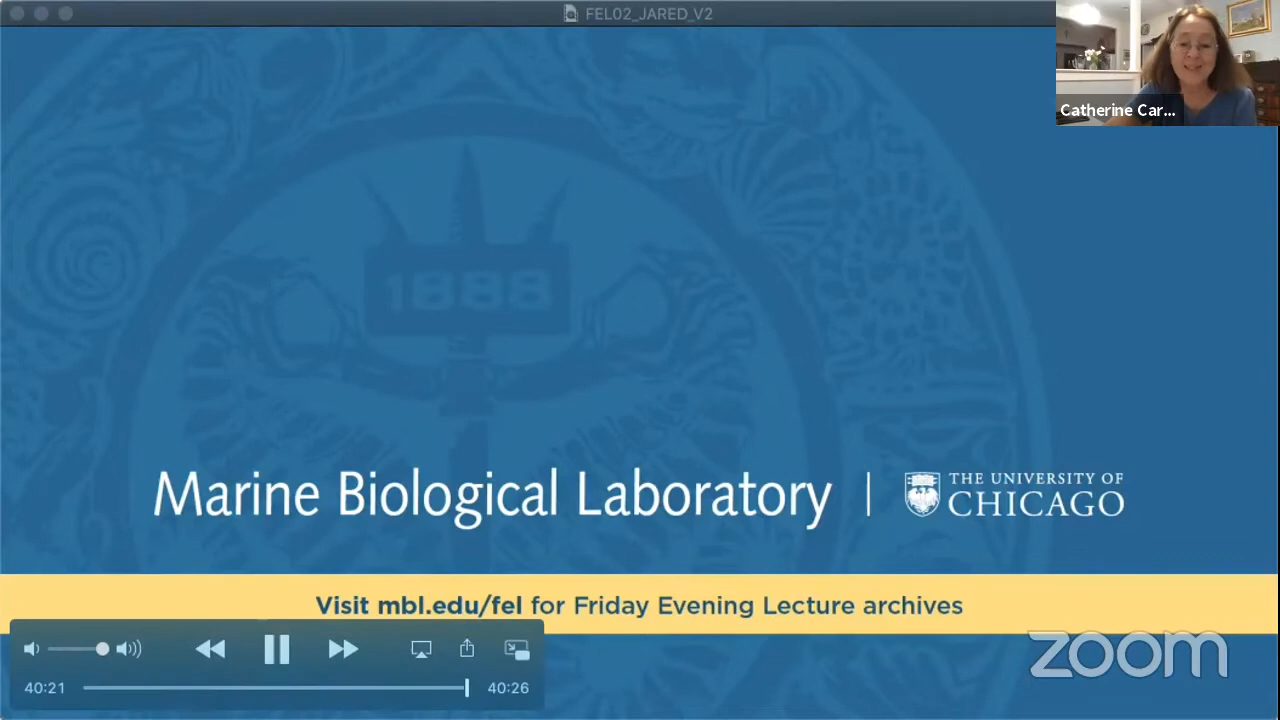 FEL02_JARED_V2
Catherine Car...
1888
Marine Biological Laboratory
THE UNIVERSITY OF
CHICAGO
Visit mbl.edu/fel for Friday Evening Lecture archives
40:21
40:26
zoom